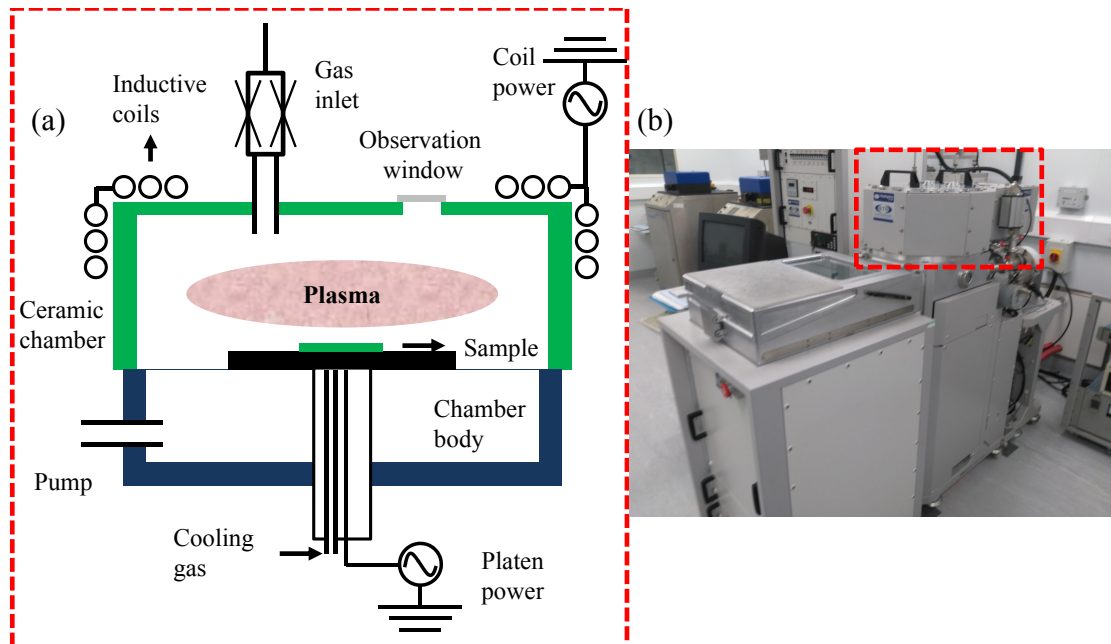 (a)
Inductive
coils
Gas
inlet
Observation
window
Coil
power
(b)
Plasma
Ceramic
chamber
Sample
Chamber
body
Pump
Cooling
gas
Platen
power